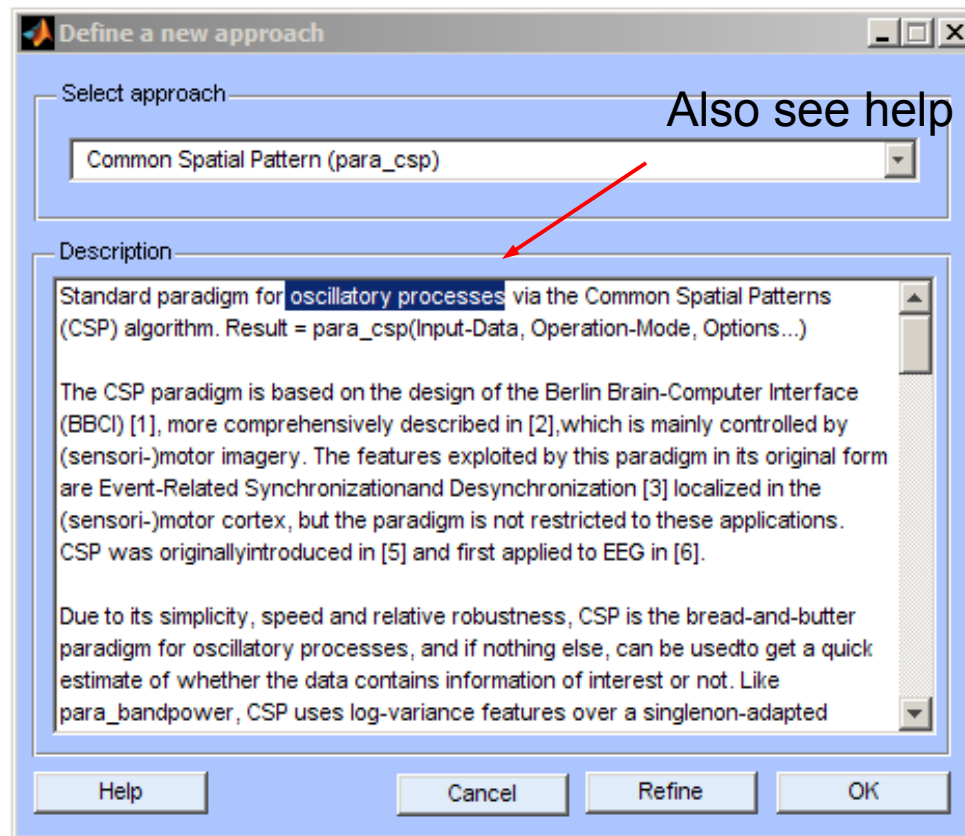 Define a new approach
Select approach
Also see help
Common Spatial Pattern (para_csp)
Description
Standard paradigm for oscillatory processes via the Common Spatial Patterns
(CSP) algorithm. Result = para_csp(Input-Data, Operation-Mode, Options...)
The CSP paradigm is based on the design of the Berlin Brain-Computer Interface
(BBCI) [1], more comprehensively described in [2],which is mainly controlled by
(sensori-)motor imagery. The features exploited by this paradigm in its original form
are Event-Related Synchronizationand Desynchronization [3] localized in the
(sensori-)motor cortex, but the paradigm is not restricted to these applications.
CSP was originallyintroduced in [5] and first applied to EEG in [6].
Due to its simplicity, speed and relative robustness, CSP is the bread-and-butter
paradigm for oscillatory processes, and if nothing else, can be usedto get a quick
estimate of whether the data contains information of interest or not. Like
para_bandpower, CSP uses log-variance features over a singlenon-adapted
Help
Cancel
Refine
OK